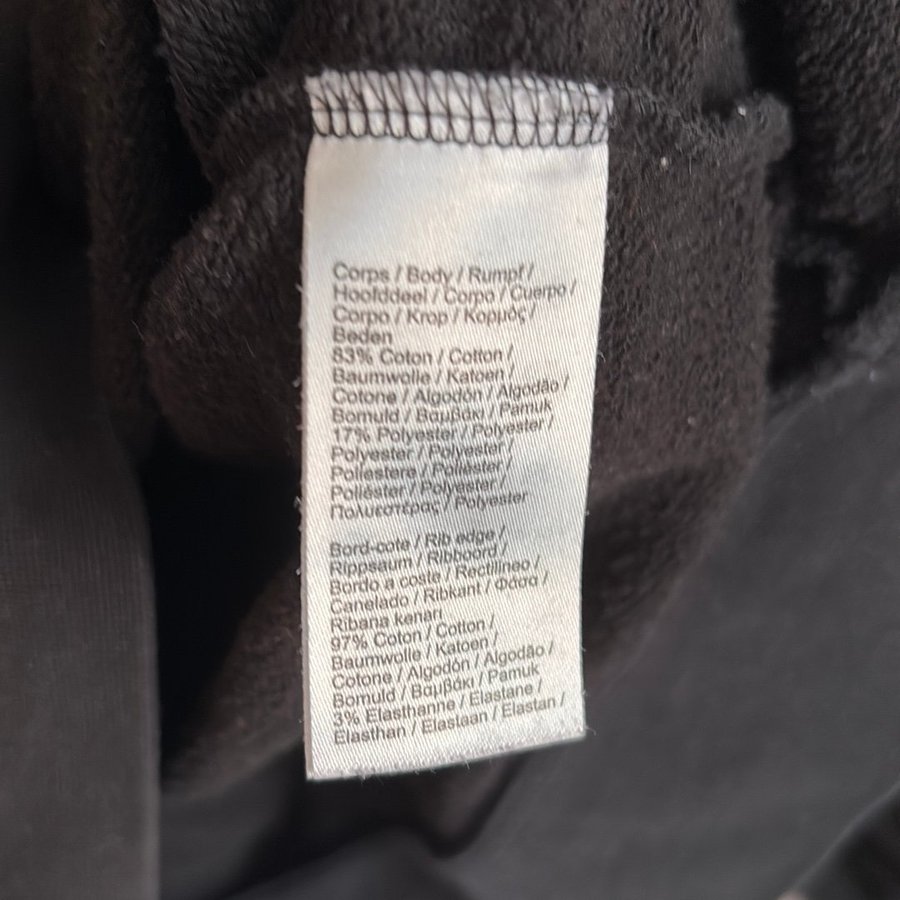 Corps / Body / Rumpf /
Hoofddeel / Corpo / Cuerpo /
Corpo / Krop / Κορμός /
Beden
83% Coton / Cotton /
Baumwolle / Katoen /
Cotone / Algodón / Algodão /
Bomuld / Βαμβάκι / Pamuk
17% Polyester / Polyester /
Polyester / Polyester /
Poliestere / Poliéster /
Poliéster / Polyester /
Πολυεστέρας / Polyester
Bord-cote / Rib edge /
Rippsaum / Ribboord /
Bordo a coste / Rectilineo /
Canelado / Ribkant / Φάσα /
Ribana kenarı
97% Coton / Cotton /
Baumwolle / Katoen /
Cotone / Algodón / Algodão /
Bomuld / Βαμβάκι / Pamuk
3% Elasthanne / Elastane /
Elasthan / Elastaan / Elastan /